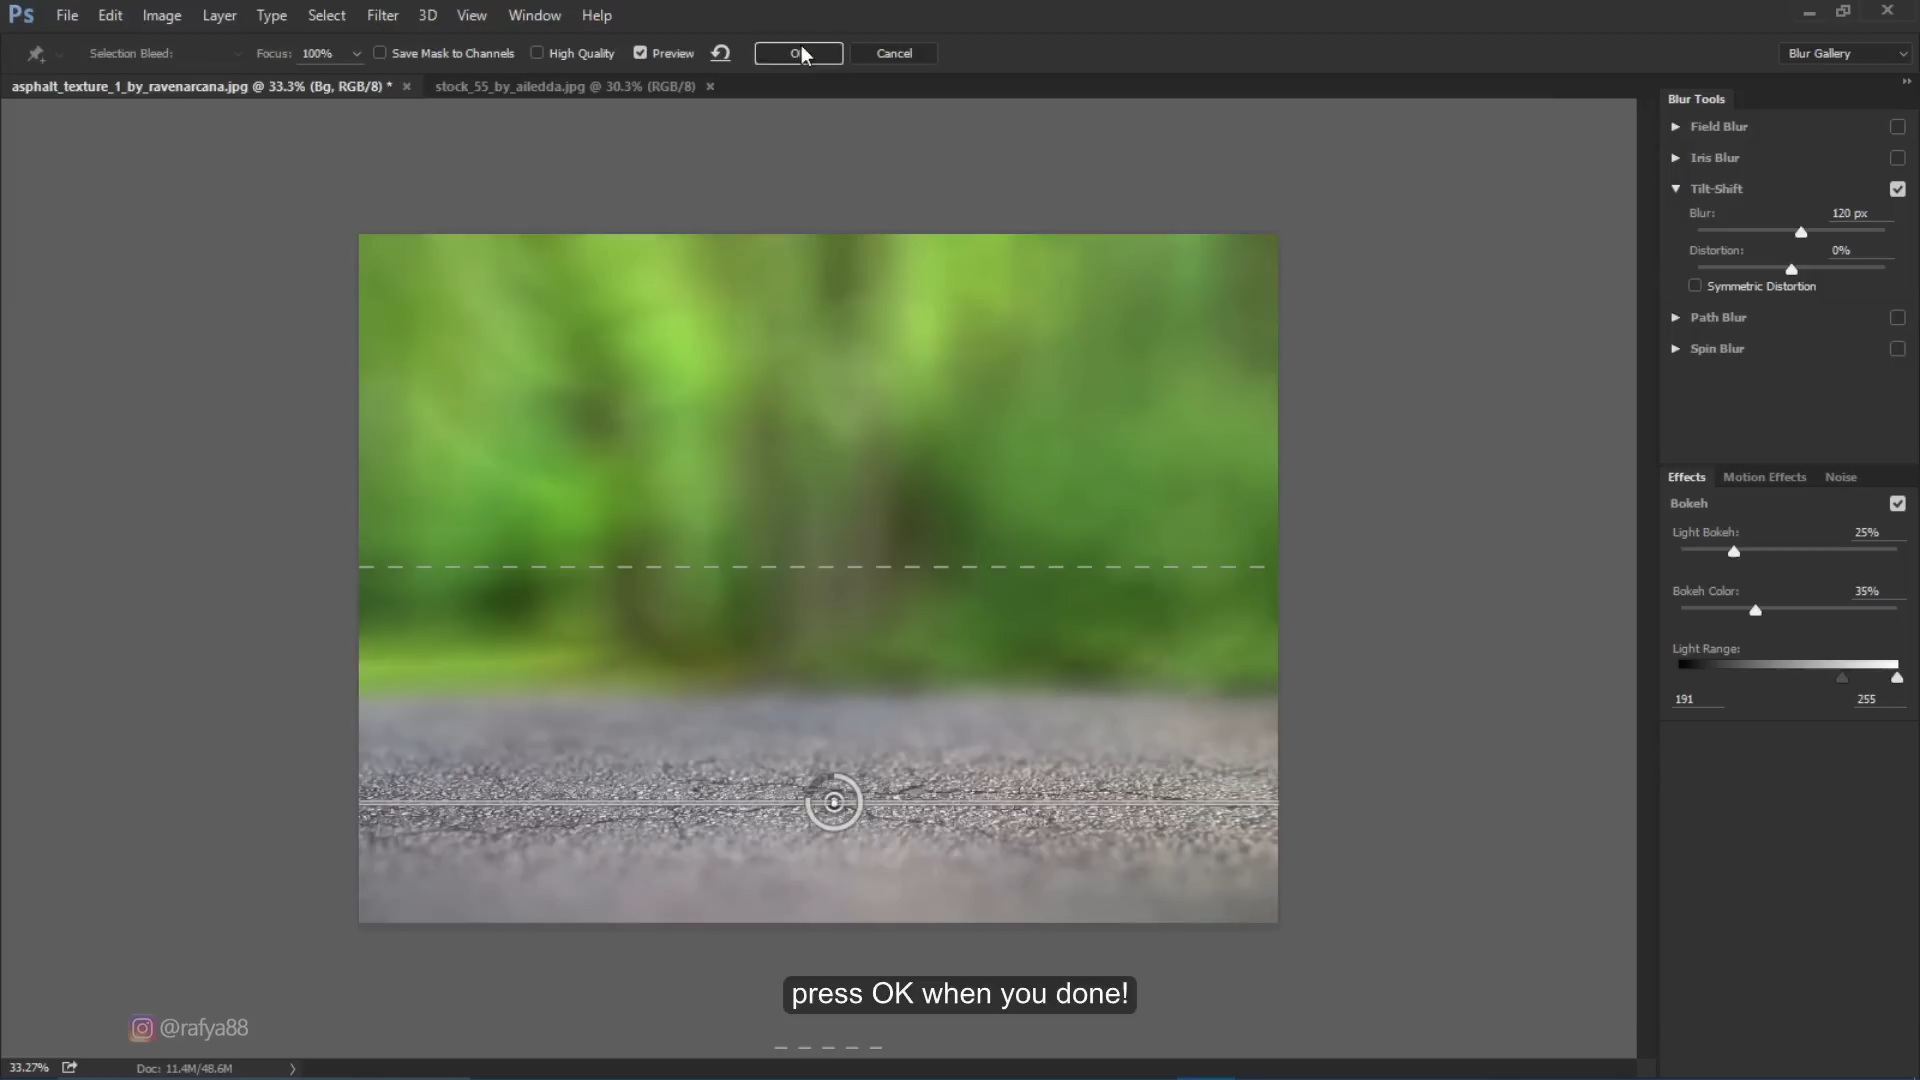 Ps File Edit Image Layer Type Select Filter 3D View Window Help
Selection Bleed: Focus: 100% Save Mask to Channels High Quality Preview Cancel Blur Gallery
asphalt_texture_1_by_ravenarcana.jpg @ 33.3% (Bg, RGB/8) * × stock_55_by_ailedda.jpg @ 30.3% (RGB/8) ×
Blur Tools
Field Blur
Iris Blur
Tilt-Shift
Blur: 120 px
Distortion: 0%
Symmetric Distortion
Path Blur
Spin Blur
Effects Motion Effects Noise
Bokeh
Light Bokeh: 25%
Bokeh Color: 35%
Light Range:
191 255
press OK when you done!
@rafya88
33.27% Doc: 11.4M/48.6M